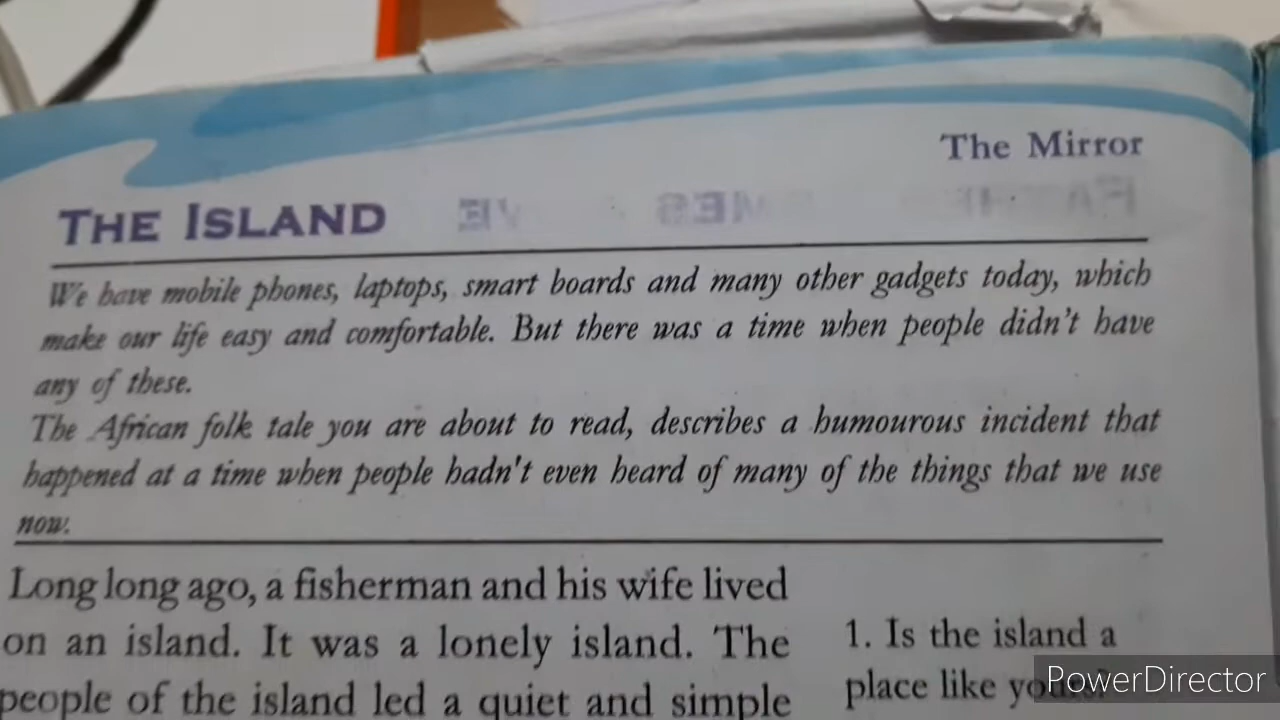 The Mirror
THE ISLAND
We have mobile phones, laptops, smart boards and many other gadgets today, which
make our life easy and comfortable. But there was a time when people didn't have
any of these.
The African folk tale you are about to read, describes a humourous incident that
happened at a time when people hadn't even heard of many of the things that we use
now.
Long long ago, a fisherman and his wife lived
on an island. It was a lonely island. The
people of the island led a quiet and simple
1. Is the island a
place like
PowerDirector